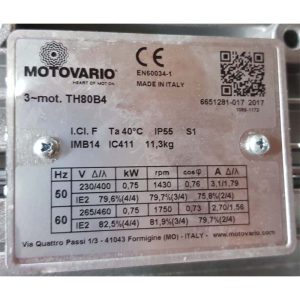 MOTOVARIO®
HEART OF MOTION
CE
EN60034-1
MADE IN ITALY
3~mot. TH80B4
6651281-017 2017
I.Cl. F Ta 40°C IP55 S1
IMB14 IC411 11,3kg
Hz V Δ/⅄ kW rpm cosφ A Δ/⅄
50 230/400 0,75 1430 0,76 3,1/1.79
IE2 79,6%(4/4) 79,7%(3/4) 75,8%(2/4)
60 265/460 0,75 1750 0,73 2.70/1.56
IE2 82,5%(4/4) 81,9%(3/4) 79.7%(2/4)
Via Quattro Passi 1/3 - 41043 Formigine (MO) - ITALY - www.motovario.com